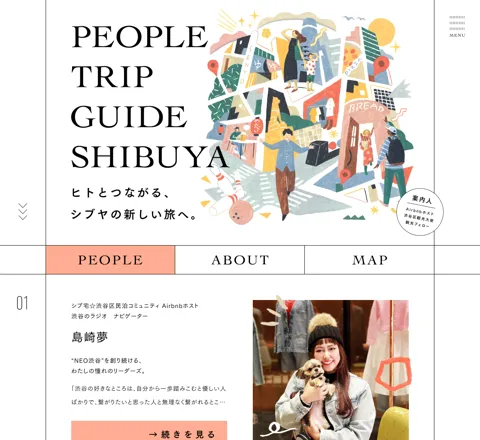 PEOPLE
TRIP
GUIDE
SHIBUYA
ヒトとつながる、
シブヤの新しい旅へ。
MENU
BREAD
ゆ
案内人
Airbnbホスト
渋谷区観光大使
観光フェロー
PEOPLE
ABOUT
MAP
01
シブ宅☆渋谷区民泊コミュニティ Airbnbホスト
渋谷のラジオ ナビゲーター
島崎夢
“NEO渋谷”を創り続ける、
わたしの憧れのリーダーズ。
「渋谷の好きなところは、自分から一歩踏みこむと優しい人
ばかりで、繋がりたいと思った人と無理なく繋がれるとこ…
→続きを見る